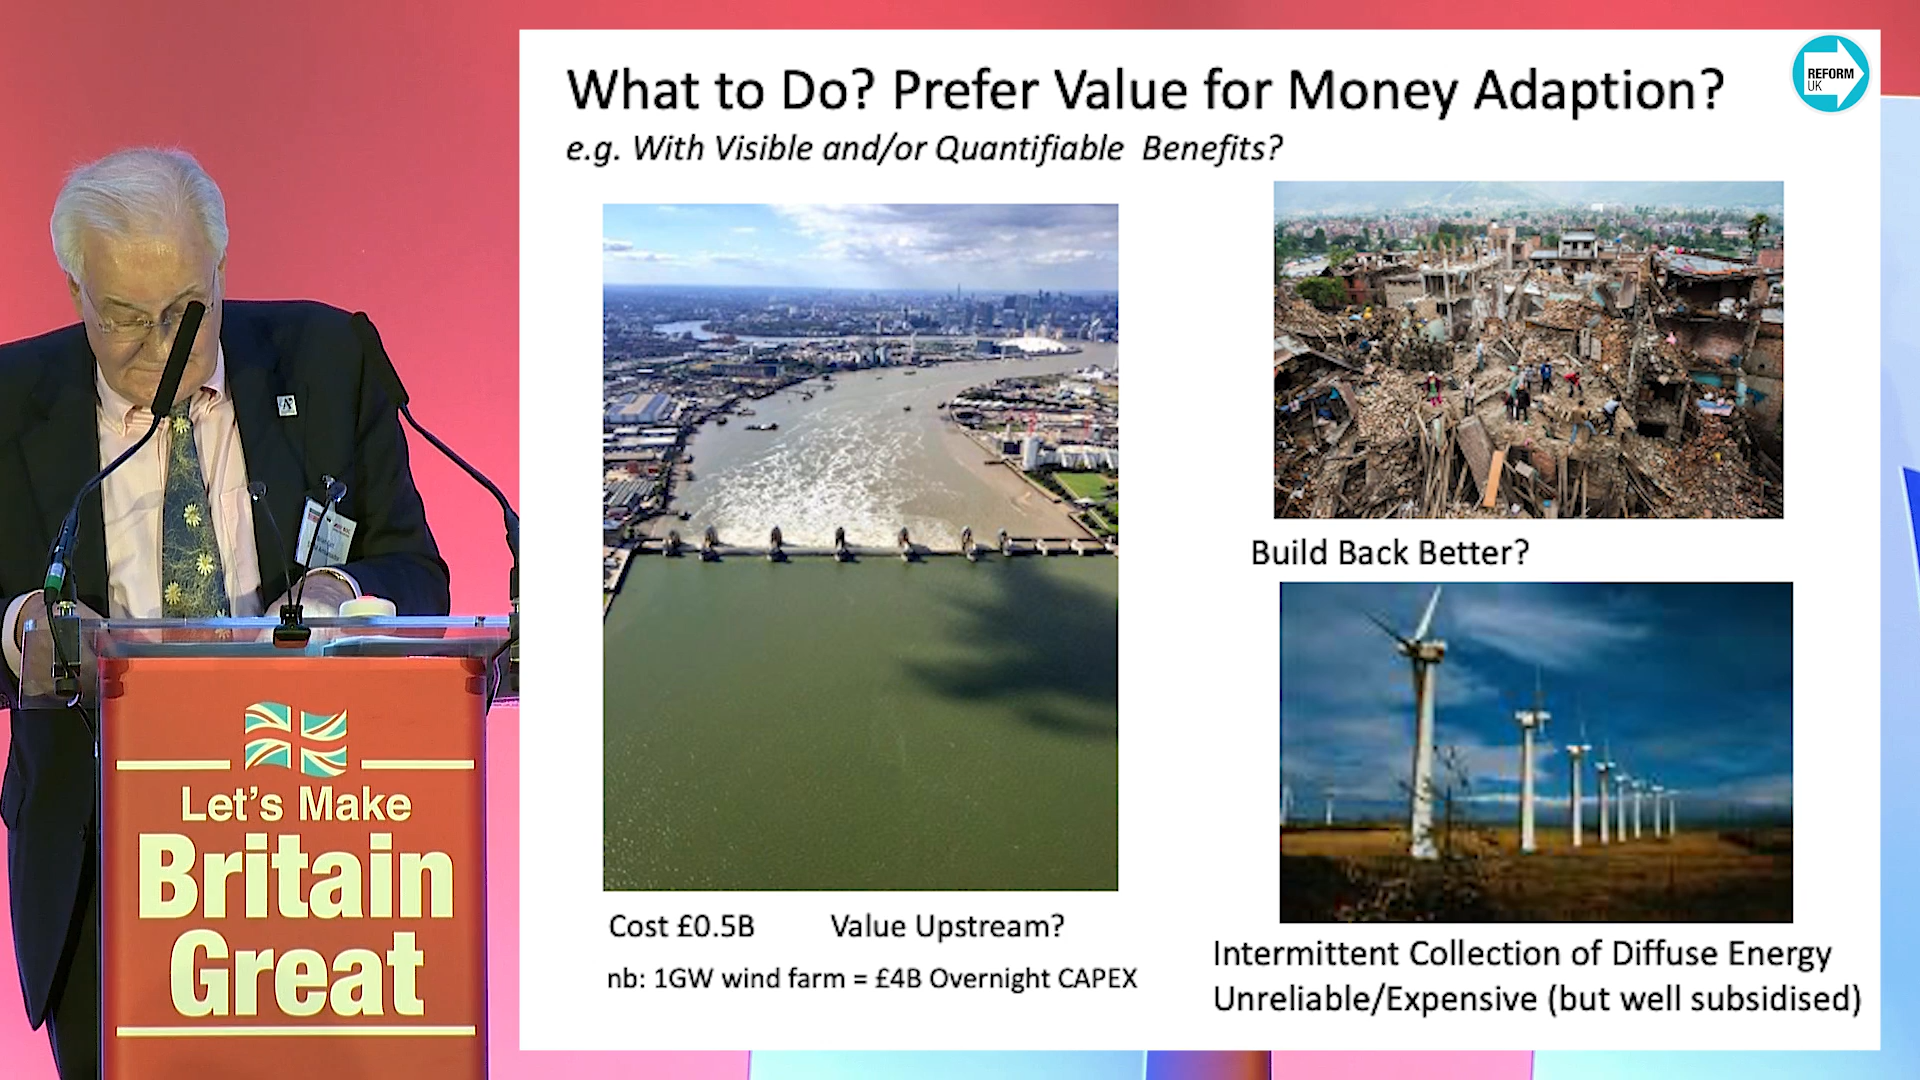 What to Do? Prefer Value for Money Adaption?
e.g. With Visible and/or Quantifiable Benefits?
REFORM
UK
Build Back Better?
Cost £0.5B Value Upstream?
nb: 1GW wind farm = £4B Overnight CAPEX
Intermittent Collection of Diffuse Energy
Unreliable/Expensive (but well subsidised)
Let's Make
Britain
Great